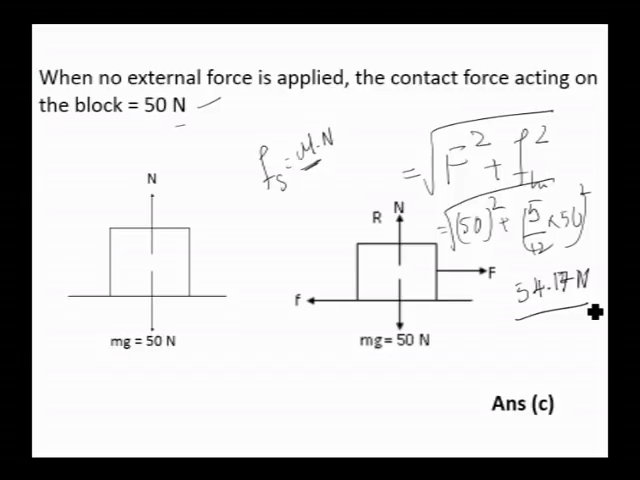 When no external force is applied, the contact force acting on
the block = 50 N
fs = μ.N
= √F² + f²
= √(50)² + (5/12 × 50)²
54.17 N
N
mg = 50 N
R
N
F
f
mg = 50 N
Ans (c)